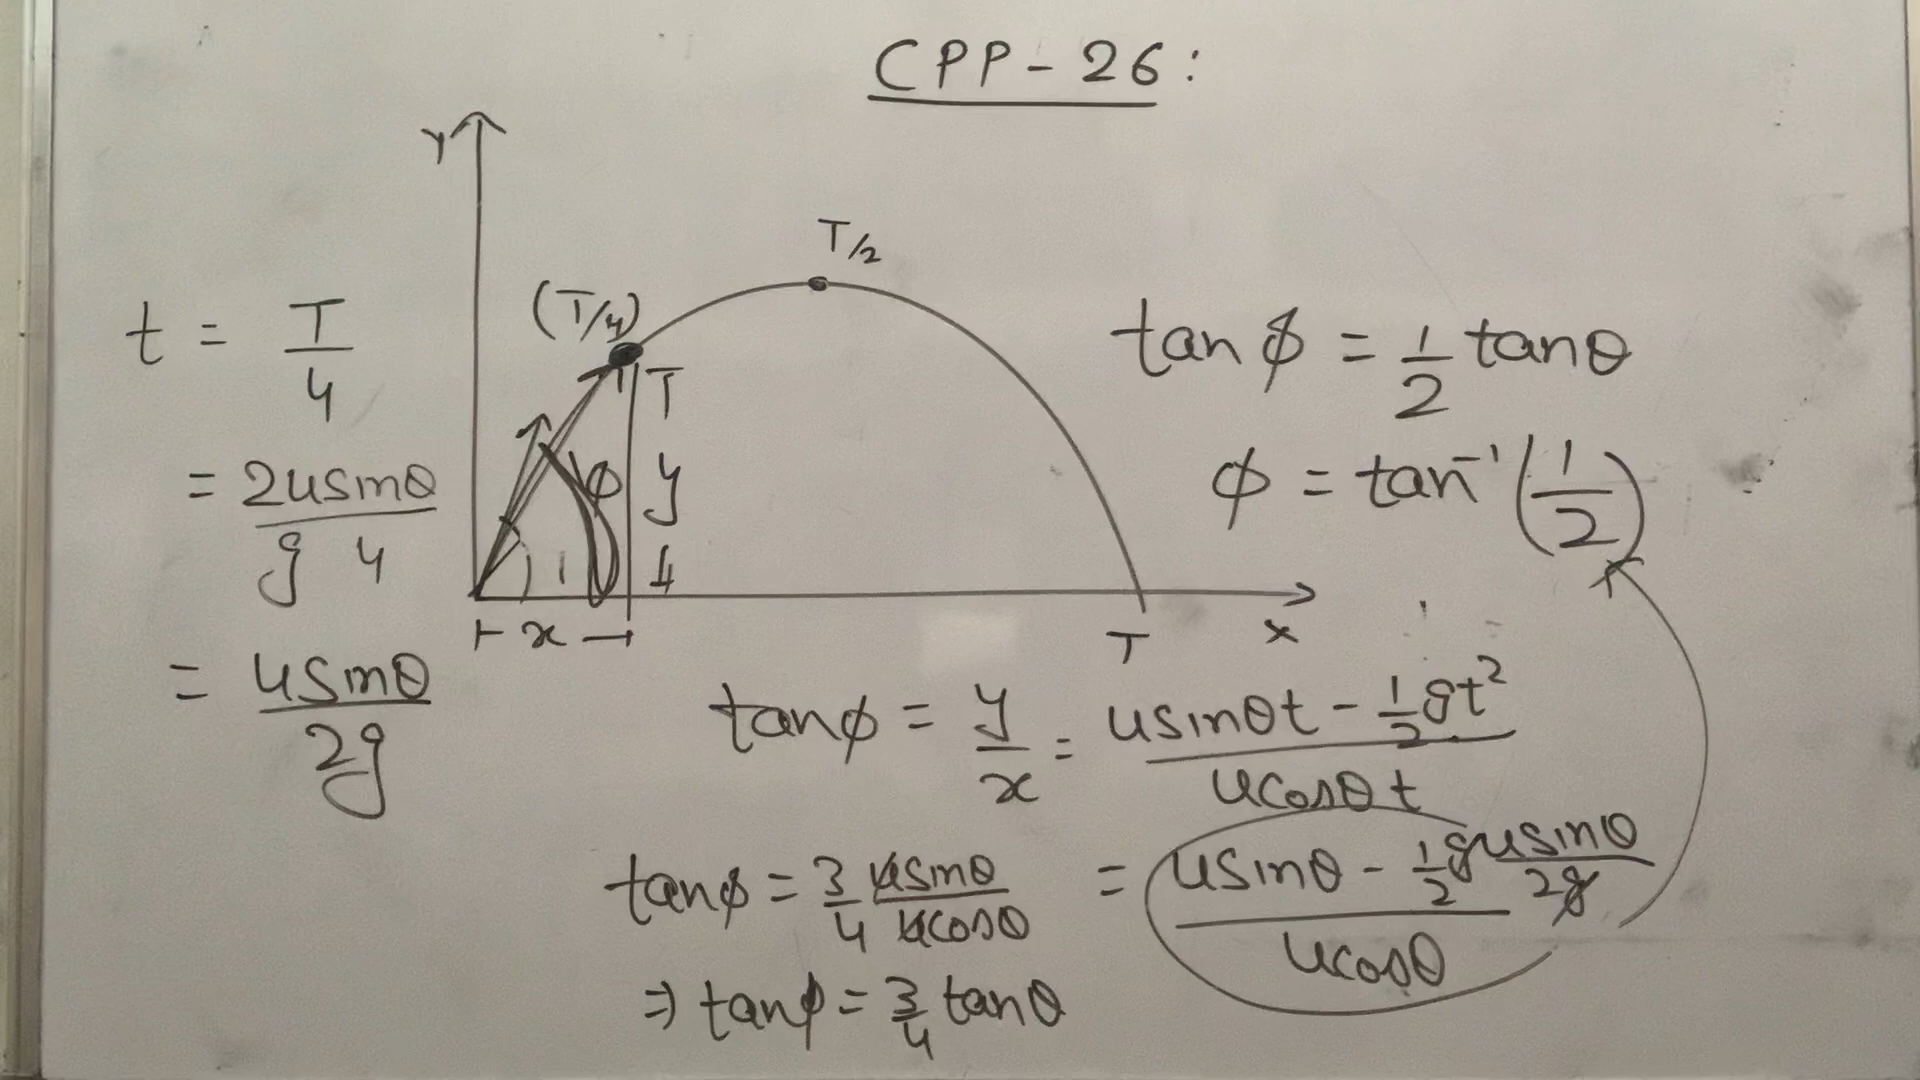 CPP - 26:
Y
T/2
(T/4)
t = T/4
= 2usinθ/g 4
= usinθ/2g
ϕ
y
x
T
x
tan ϕ = 1/2 tanθ
ϕ = tan⁻¹(1/2)
tanϕ = y/x = (usinθt - 1/2 gt²)/(ucosθt)
= (usinθ - 1/2 g usinθ/2g)/(ucosθ)
tanϕ = 3/4 usinθ/ucosθ
⇒ tanϕ = 3/4 tanθ